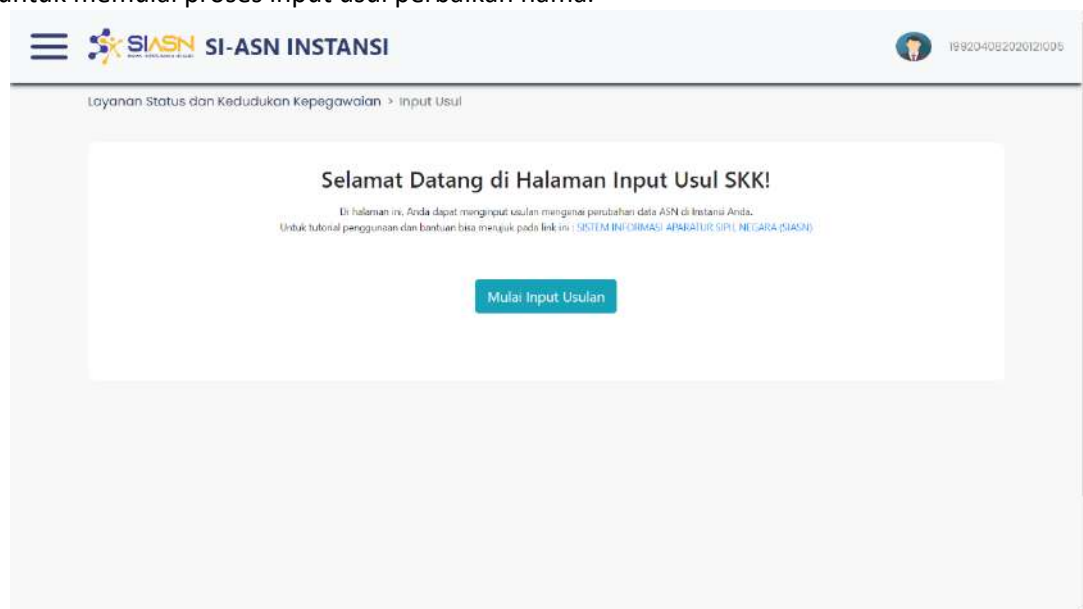 untuk memulai proses input usul perbaikan nama.
SIASN SI-ASN INSTANSI 199204082020121005
Layanan Status dan Kedudukan Kepegawaian > Input Usul
Selamat Datang di Halaman Input Usul SKK!
Di halaman ini, Anda dapat menginput usulan mengenai perubahan data ASN di Instansi Anda.
Untuk tutorial penggunaan dan bantuan bisa merujuk pada link ini : SISTEM INFORMASI APARATUR SIPIL NEGARA (SIASN)
Mulai Input Usulan